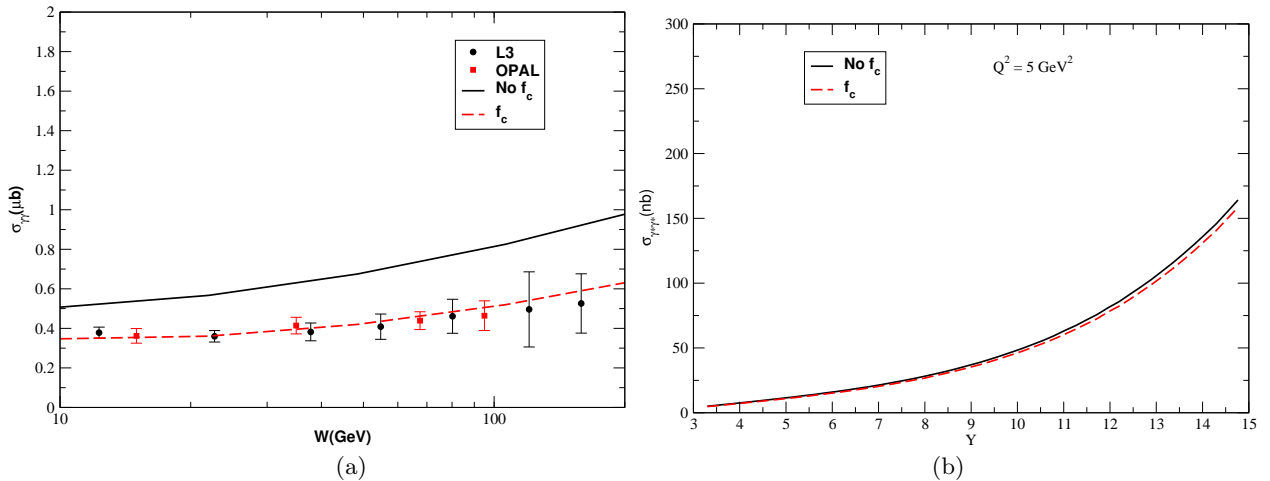 2
1.8
1.6
1.4
1.2
1
0.8
0.6
0.4
0.2
0
10
100
σγγ(μb)
W(GeV)
L3
OPAL
No fc
fc
(a)
300
250
200
150
100
50
0
3 4 5 6 7 8 9 10 11 12 13 14 15
σγ*γ*(nb)
Y
No fc
fc
Q² = 5 GeV²
(b)